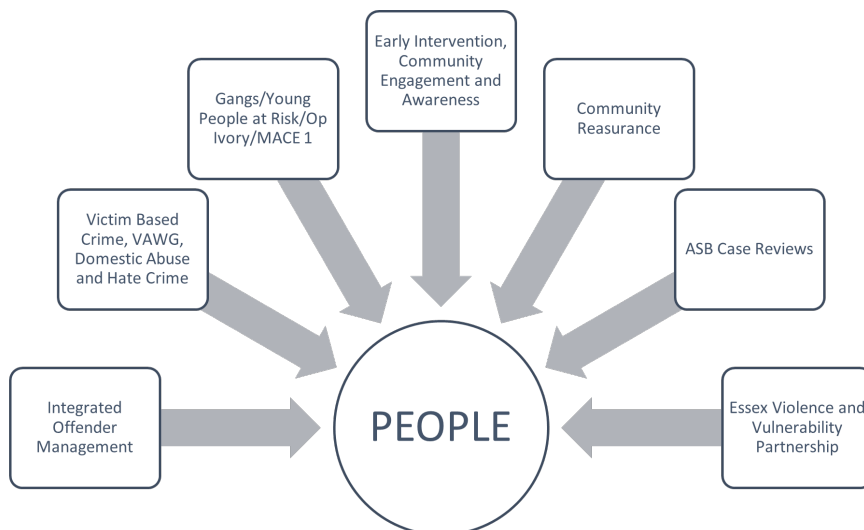 Early Intervention,
Community
Engagement and
Awareness
Gangs/Young
People at Risk/Op
Ivory/MACE 1
Community
Reasurance
Victim Based
Crime, VAWG,
Domestic Abuse
and Hate Crime
ASB Case Reviews
Integrated
Offender
Management
PEOPLE
Essex Violence and
Vulnerability
Partnership